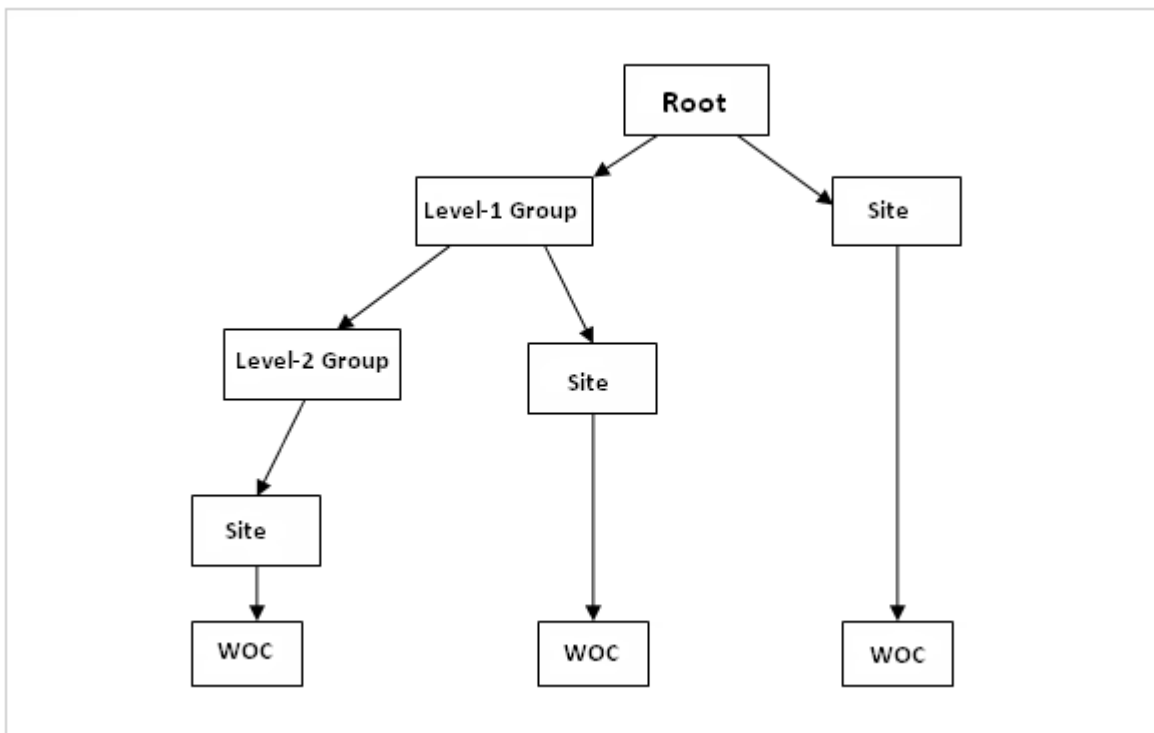 Root
Level-1 Group
Site
Level-2 Group
Site
Site
WOC
WOC
WOC